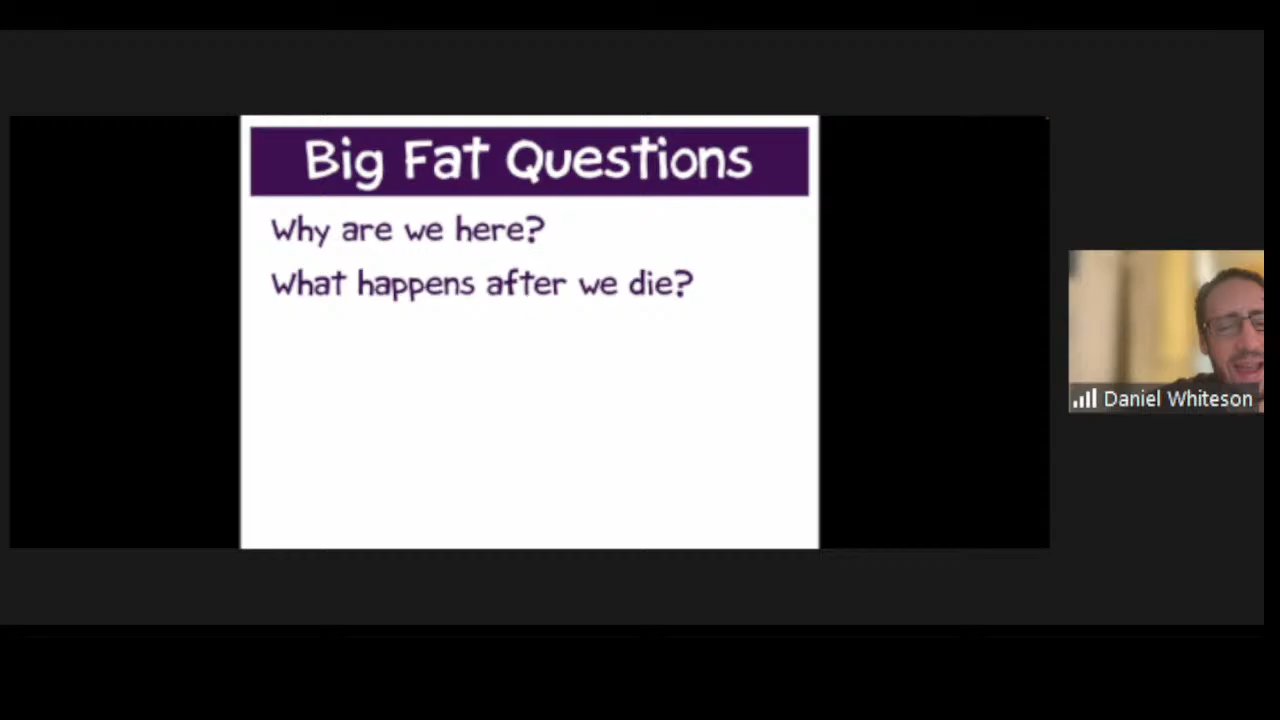 Big Fat Questions
Why are we here?
What happens after we die?
Daniel Whiteson